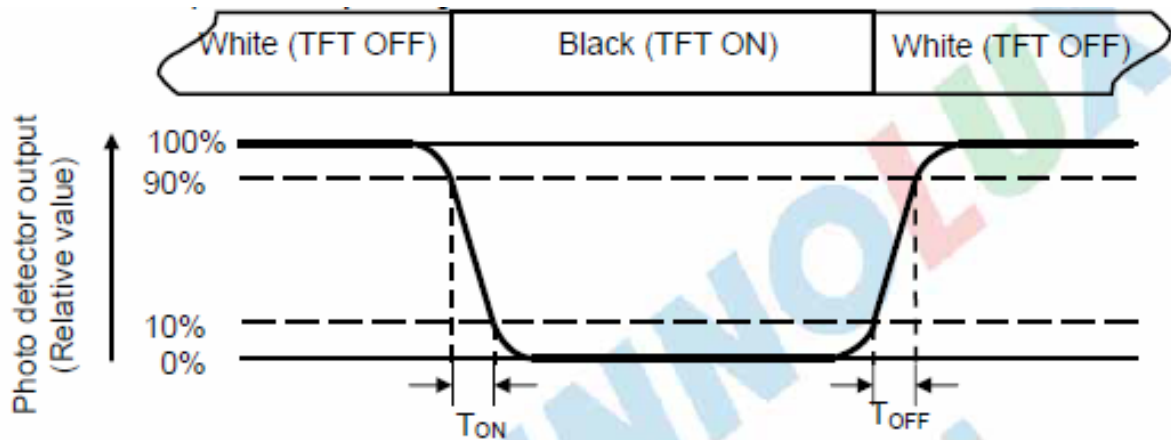 White (TFT OFF)
Black (TFT ON)
White (TFT OFF)
Photo detector output
(Relative value)
100%
90%
10%
0%
TON
TOFF
INNOLUX